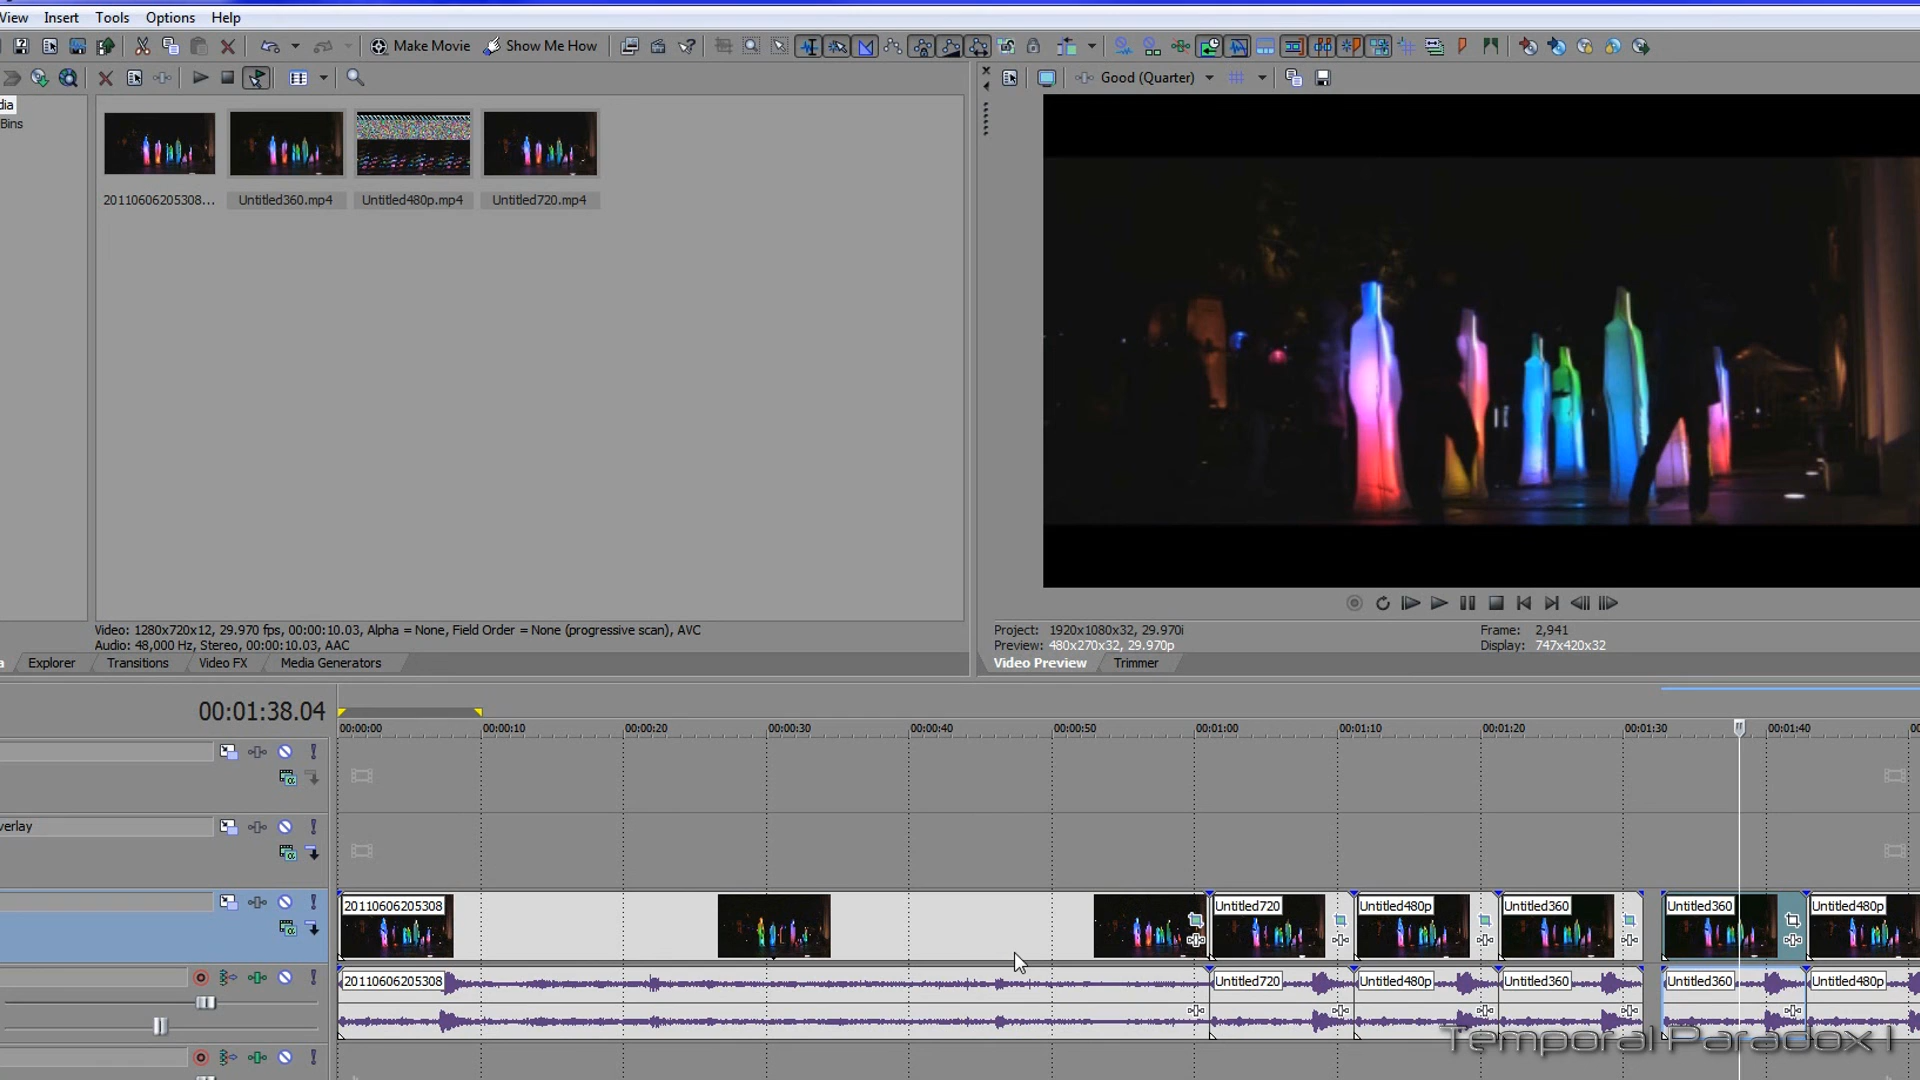 View Insert Tools Options Help
Make Movie Show Me How
Good (Quarter)
dia
Bins
20110606205308... Untitled360.mp4 Untitled480p.mp4 Untitled720.mp4
Video: 1280x720x12, 29.970 fps, 00:00:10.03, Alpha = None, Field Order = None (progressive scan), AVC
Audio: 48,000 Hz, Stereo, 00:00:10.03, AAC
a Explorer Transitions Video FX Media Generators
Project: 1920x1080x32, 29.970i
Frame: 2,941
Preview: 480x270x32, 29.970p
Display: 747x420x32
Video Preview Trimmer
00:01:38.04
00:00:00 00:00:10 00:00:20 00:00:30 00:00:40 00:00:50 00:01:00 00:01:10 00:01:20 00:01:30 00:01:40 00
verlay
20110606205308 Untitled720 Untitled480p Untitled360 Untitled360 Untitled480p
20110606205308 Untitled720 Untitled480p Untitled360 Untitled360 Untitled480p
Temporal Paradox I